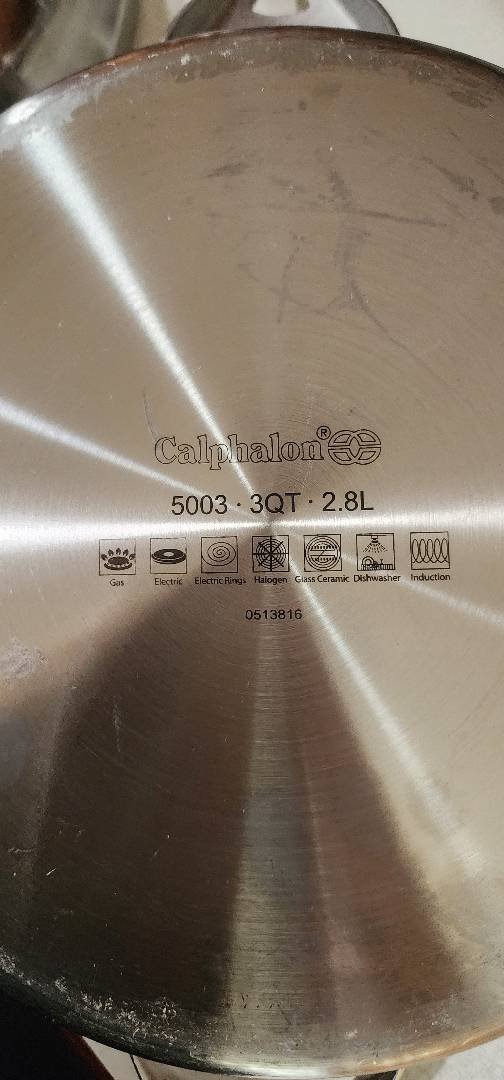 Calphalon®
5003 · 3QT · 2.8L
Gas Electric Electric Rings Halogen Glass Ceramic Dishwasher Induction
0513816